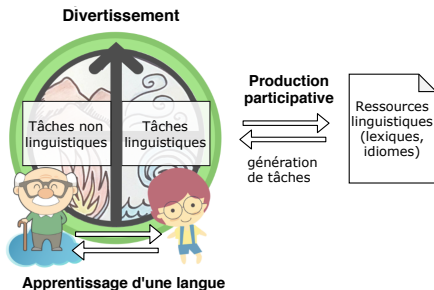 Divertissement
Tâches non
linguistiques
Tâches
linguistiques
Production
participative
génération
de tâches
Ressources
linguistiques
(lexiques,
idiomes)
Apprentissage d'une langue